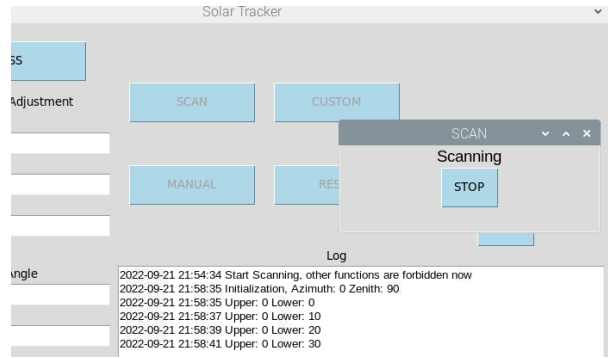 Solar Tracker
SS
Adjustment
SCAN
CUSTOM
SCAN
Scanning
STOP
MANUAL
RES
Log
Angle
2022-09-21 21:54:34 Start Scanning, other functions are forbidden now
2022-09-21 21:58:35 Initialization, Azimuth: 0 Zenith: 90
2022-09-21 21:58:35 Upper: 0 Lower: 0
2022-09-21 21:58:37 Upper: 0 Lower: 10
2022-09-21 21:58:39 Upper: 0 Lower: 20
2022-09-21 21:58:41 Upper: 0 Lower: 30